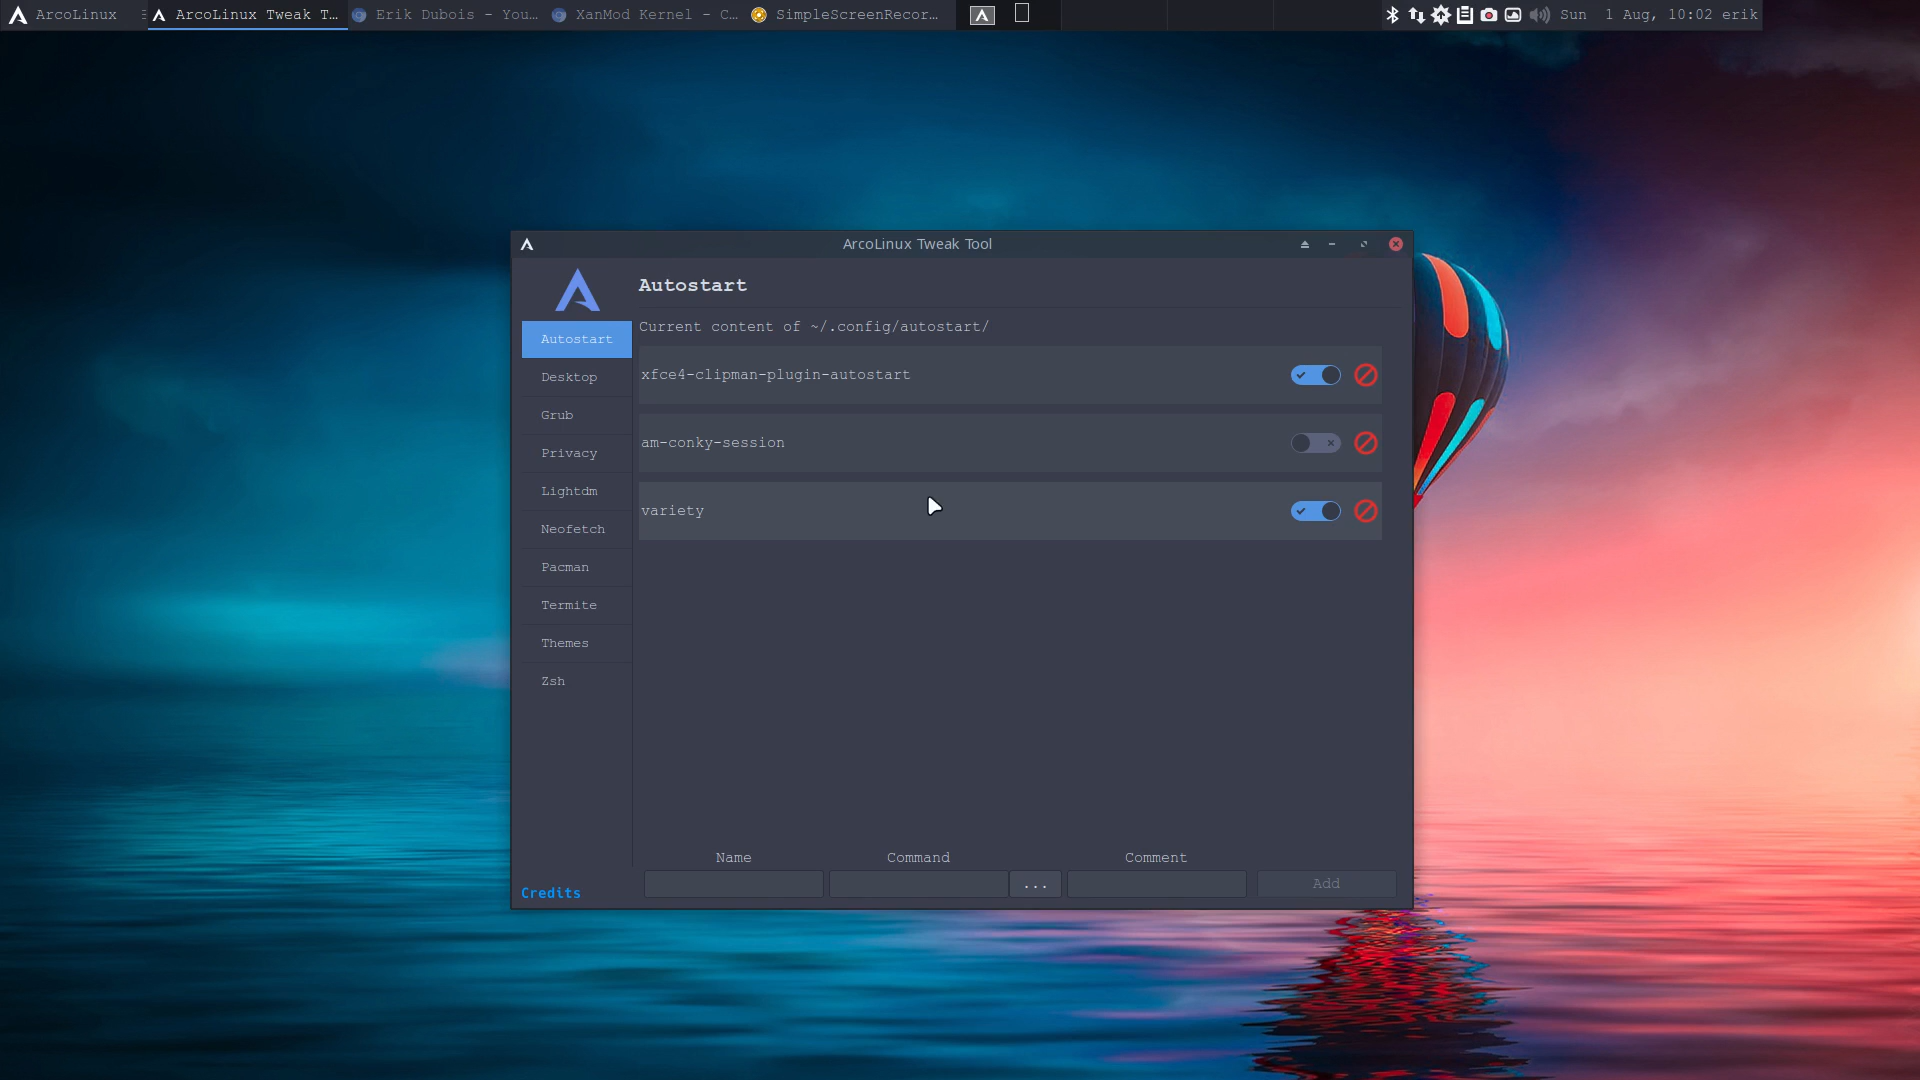 ArcoLinux
ArcoLinux Tweak T...
Erik Dubois - You...
XanMod Kernel - C...
SimpleScreenRecor...
Sun 1 Aug, 10:02 erik
ArcoLinux Tweak Tool
Autostart
Current content of ~/.config/autostart/
Autostart
Desktop
Grub
Privacy
Lightdm
Neofetch
Pacman
Termite
Themes
Zsh
xfce4-clipman-plugin-autostart
am-conky-session
variety
Name
Command
Comment
...
Add
Credits